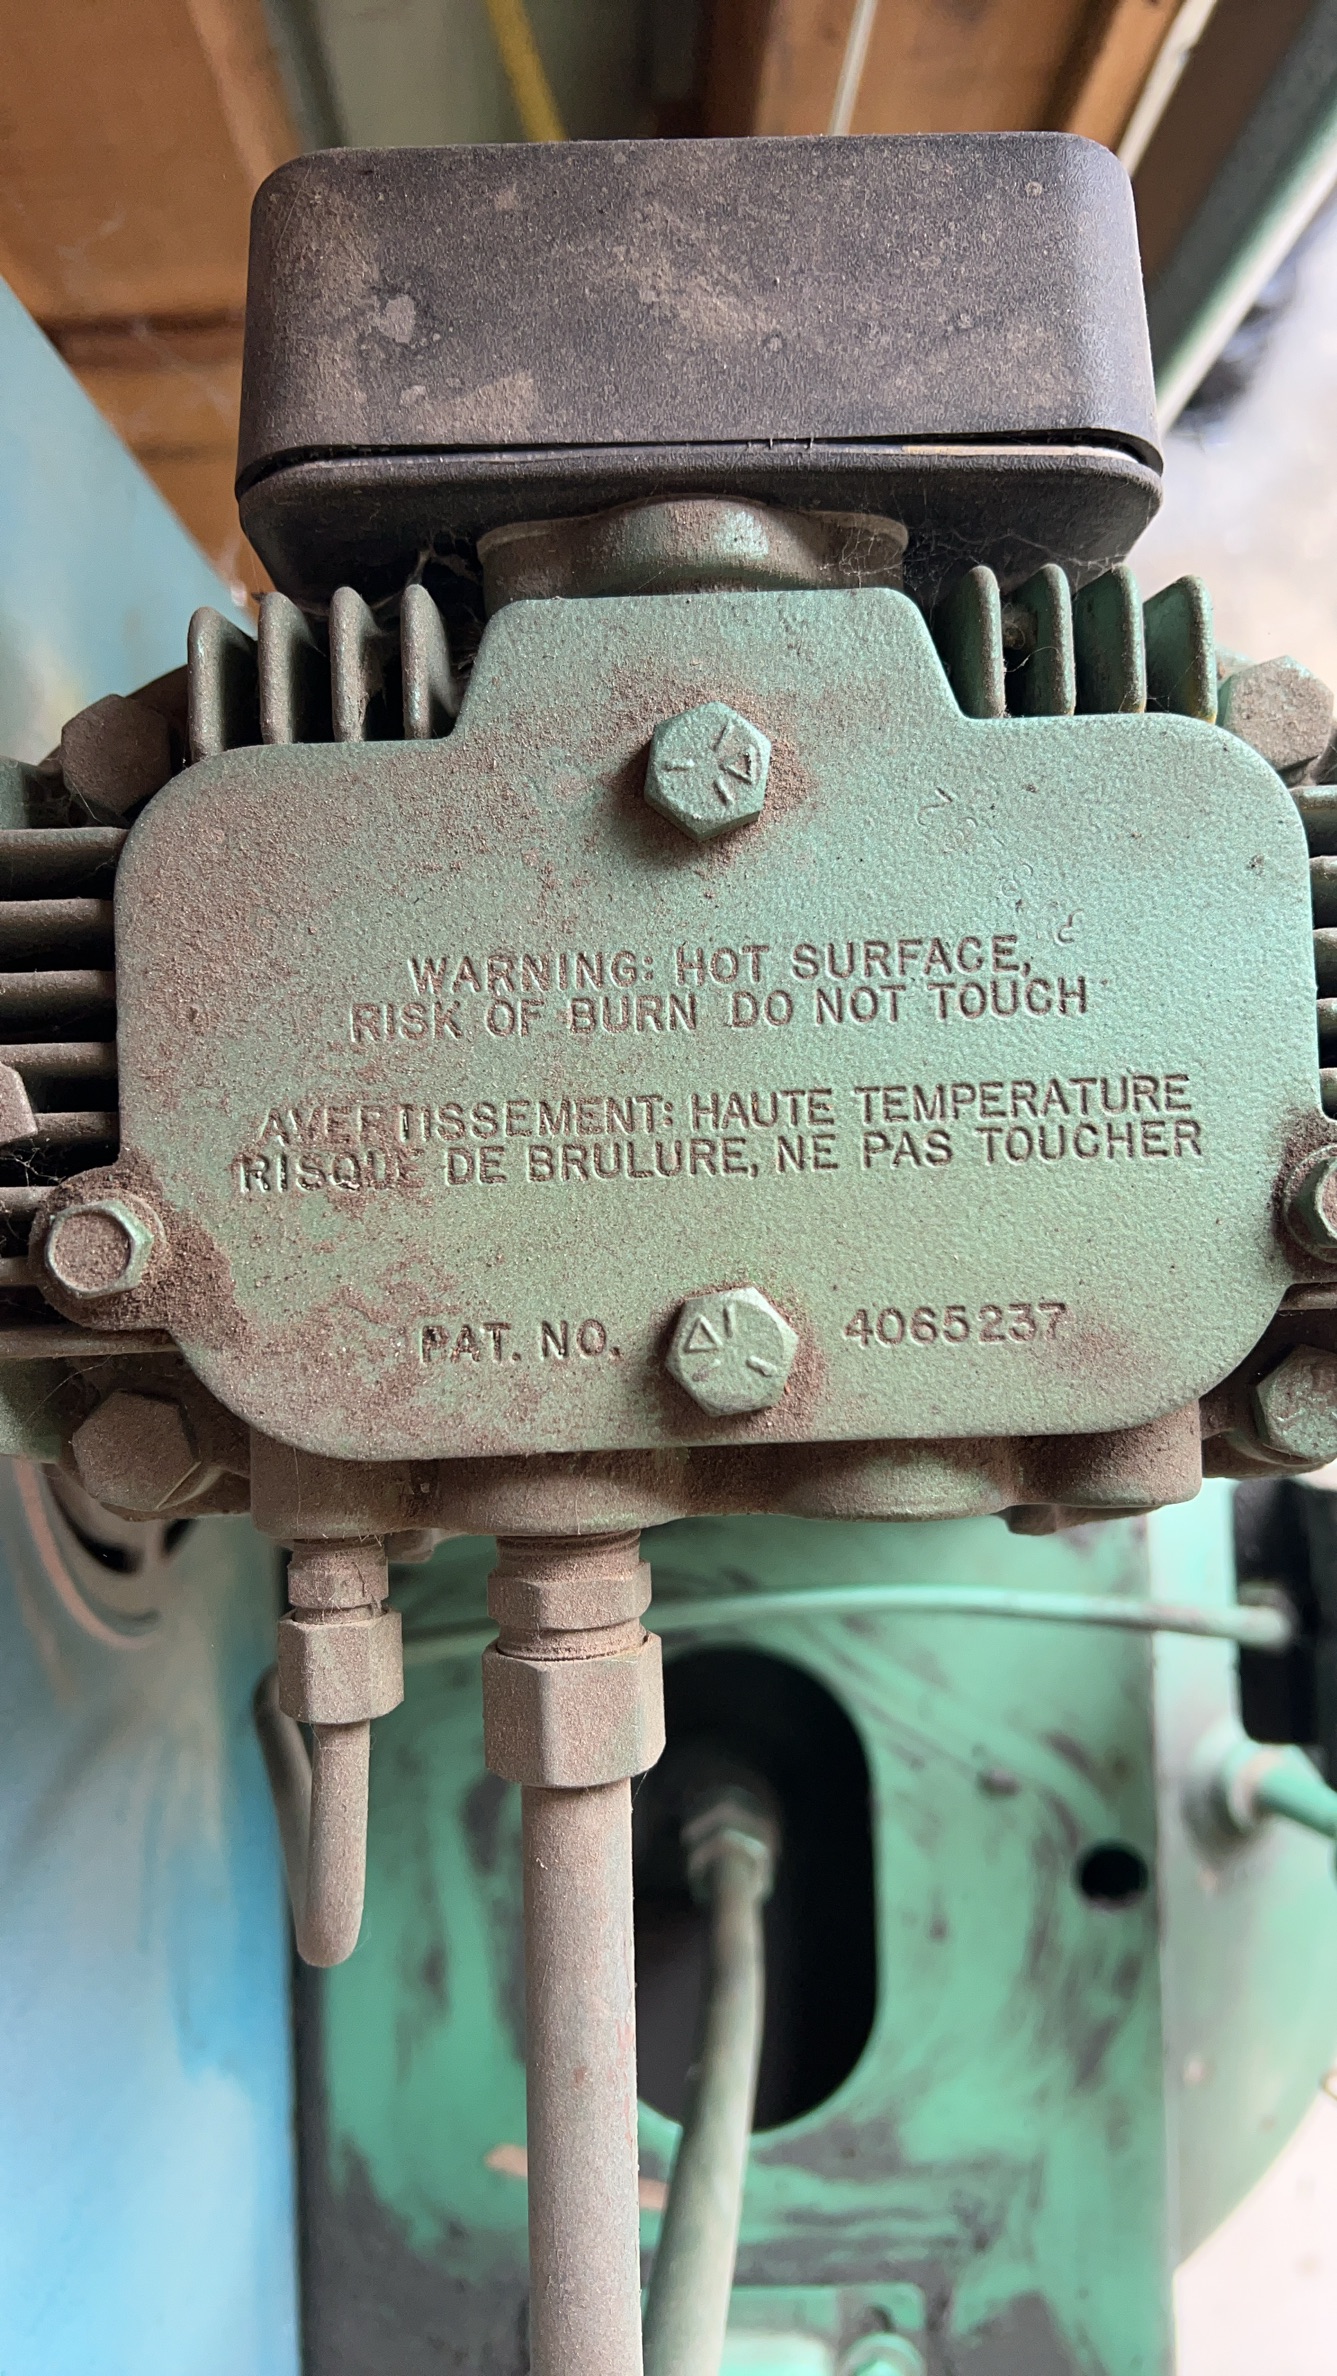 WARNING: HOT SURFACE,
RISK OF BURN DO NOT TOUCH
AVERTISSEMENT: HAUTE TEMPERATURE
RISQUE DE BRULURE, NE PAS TOUCHER
PAT. NO. 4065237